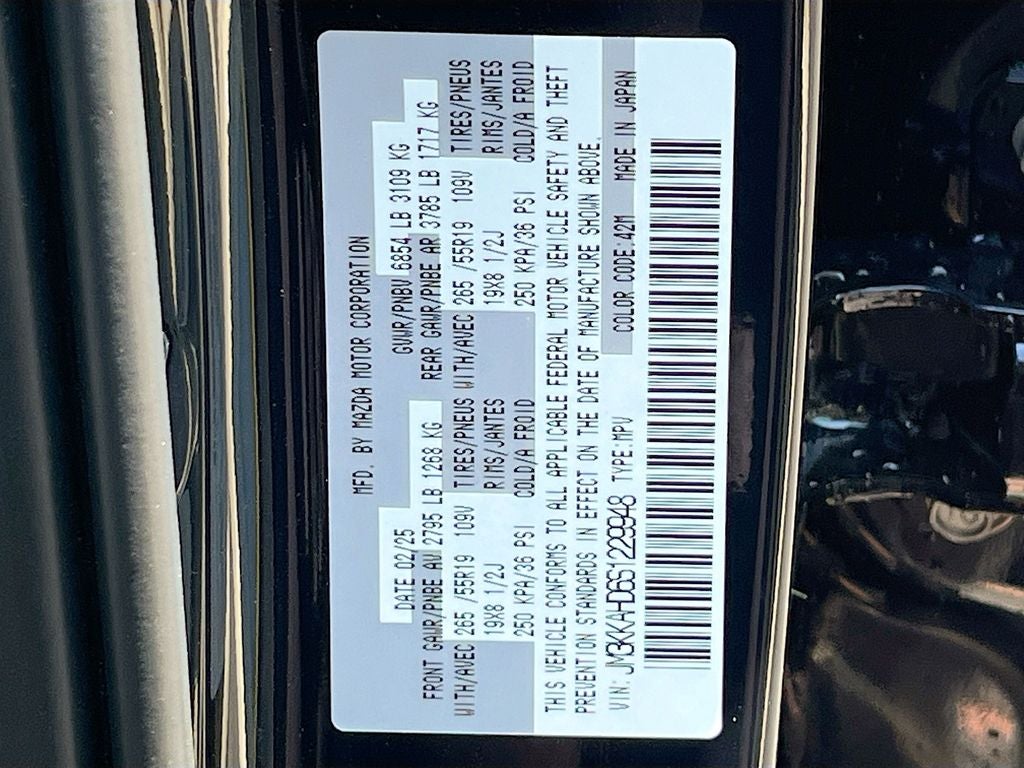 MFD. BY MAZDA MOTOR CORPORATION
DATE 02/25 GVWR/PNBV 6854 LB 3109 KG
FRONT GAWR/PNBE AV 2795 LB 1268 KG REAR GAWR/PNBE AR 3785 LB 1717 KG
WITH/AVEC 265 /55R19 109V TIRES/PNEUS WITH/AVEC 265 /55R19 109V TIRES/PNEUS
19X8 1/2J RIMS/JANTES 19X8 1/2J RIMS/JANTES
250 KPA/36 PSI COLD/A FROID 250 KPA/36 PSI COLD/A FROID
THIS VEHICLE CONFORMS TO ALL APPLICABLE FEDERAL MOTOR VEHICLE SAFETY AND THEFT
PREVENTION STANDARDS IN EFFECT ON THE DATE OF MANUFACTURE SHOWN ABOVE.
VIN: JM3KKAHD6S1229948 TYPE:MPV COLOR CODE:42M MADE IN JAPAN